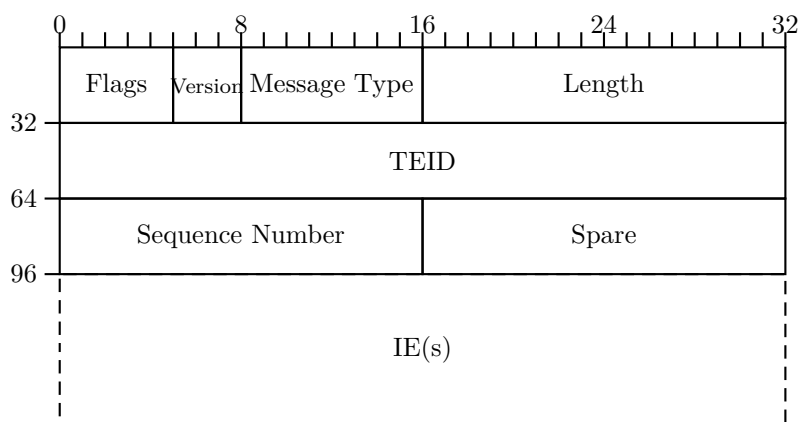 0 8 16 24 32
Flags Version Message Type Length
32
TEID
64
Sequence Number Spare
96
IE(s)